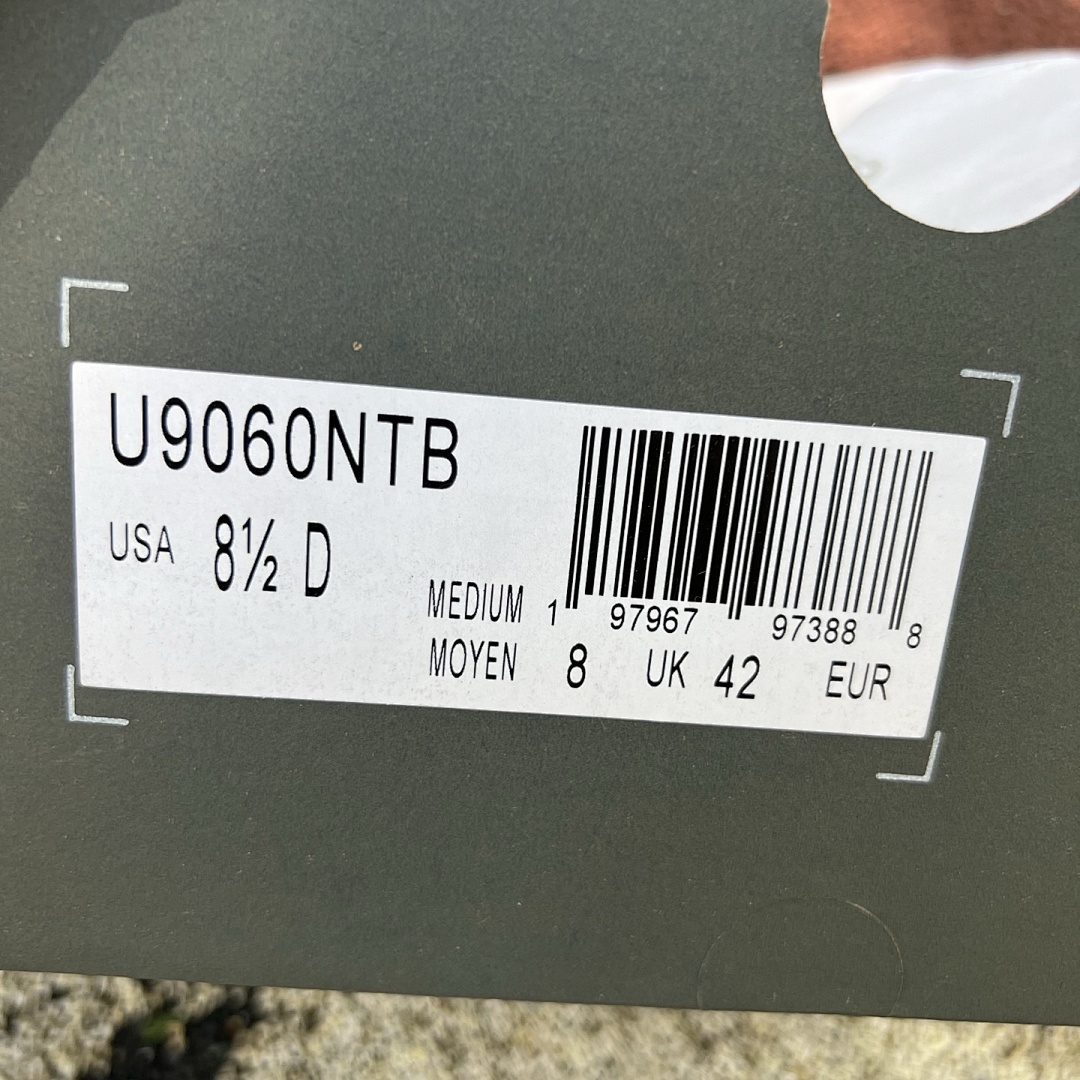 U9060NTB
USA 8½ D
MEDIUM
MOYEN
1 97967 97388 8
8 UK 42 EUR